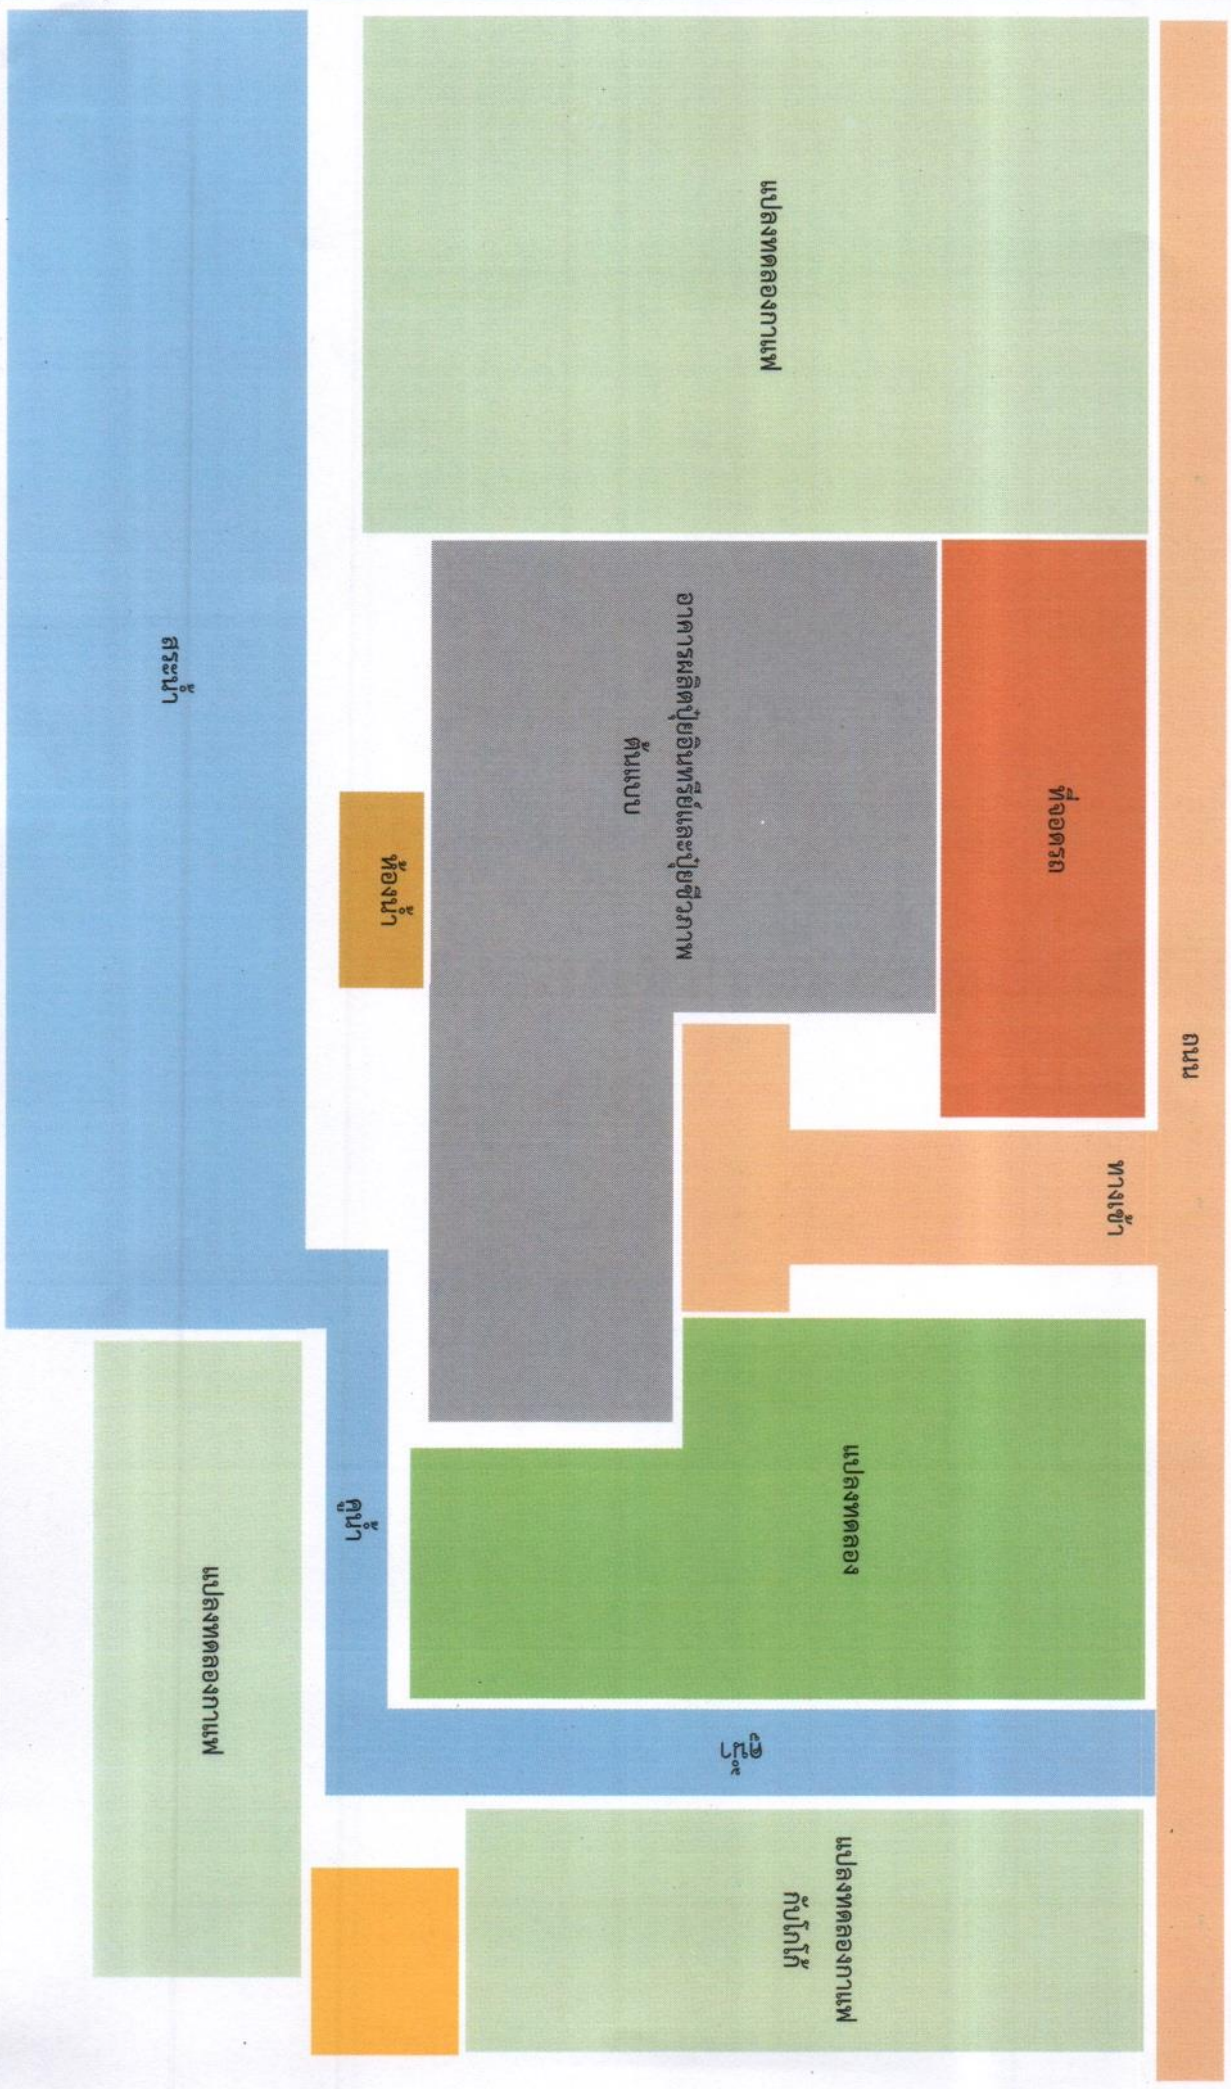 ถนน
ที่จอดรถ
ทางเข้า
แปลงทดลองกาแฟ
อาคารผลิตปุ๋ยอินทรีย์และปุ๋ยชีวภาพ
ต้นแบบ
แปลงทดลอง
คูน้ำ
แปลงทดลองกาแฟ
กับโกโก้
ห้องน้ำ
คูน้ำ
สระน้ำ
แปลงทดลองกาแฟ